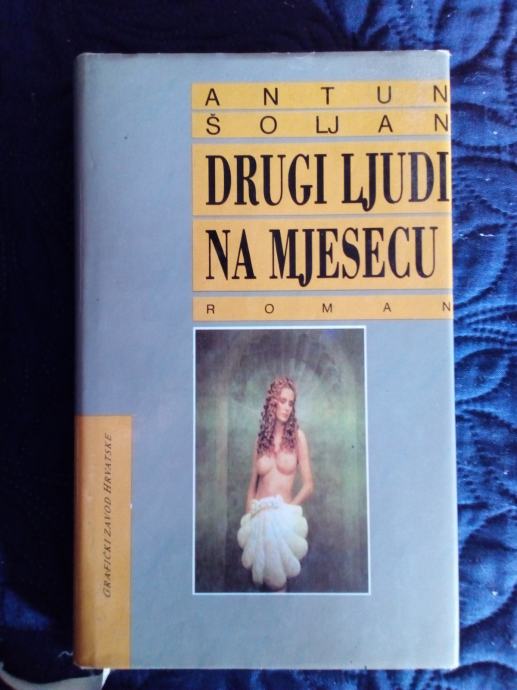 ANTUN
ŠOLJAN
DRUGI LJUDI
NA MJESECU
ROMAN
GRAFIČKI ZAVOD HRVATSKE